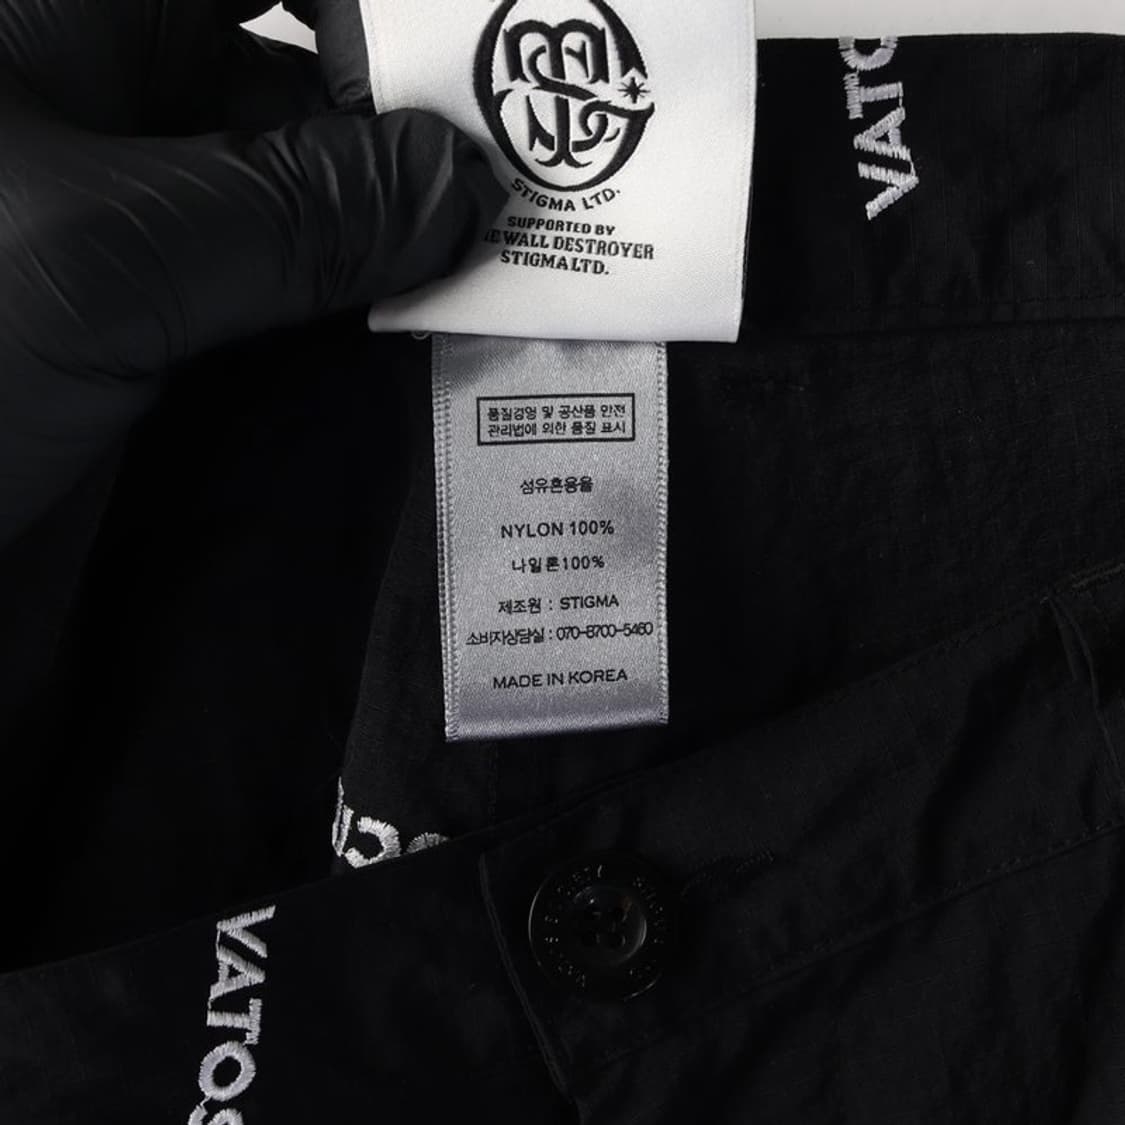 STIGMA LTD.
SUPPORTED BY
WALL DESTROYER
STIGMA LTD.
VATO
품질경영 및 공산품 안전
관리법에 의한 품질 표시
섬유혼용율
NYLON 100%
나일론100%
제조원 : STIGMA
소비자상담실 : 070-8700-5460
MADE IN KOREA
VATOS